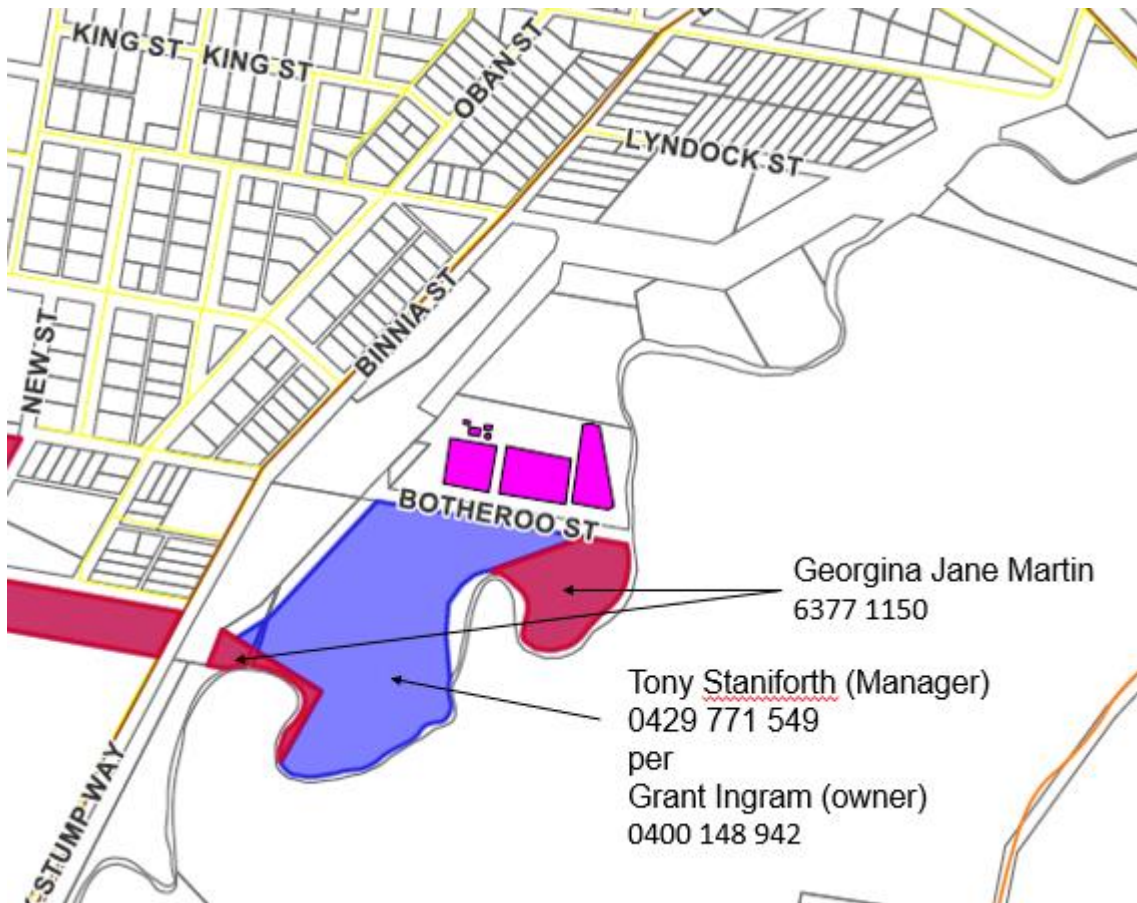 KING ST
KING ST
OBAN ST
LYNDOCK ST
BINNIA ST
NEW ST
BOTHEROO ST
Georgina Jane Martin
6377 1150
Tony Staniforth (Manager)
0429 771 549
per
Grant Ingram (owner)
0400 148 942
STUMP WAY